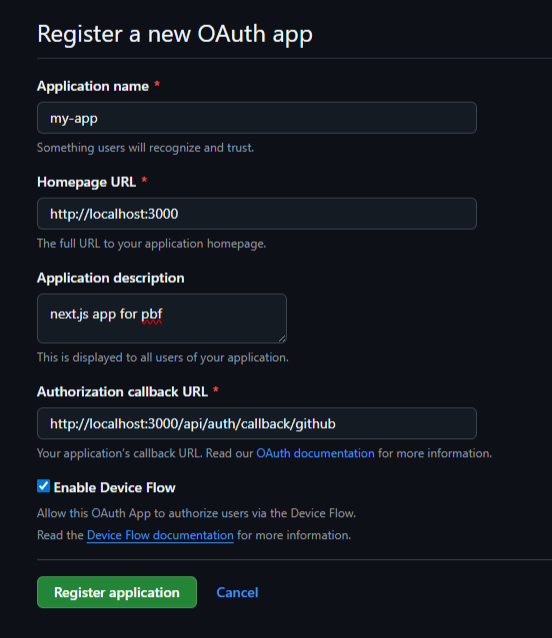 Register a new OAuth app
Application name *
my-app
Something users will recognize and trust.
Homepage URL *
http://localhost:3000
The full URL to your application homepage.
Application description
next.js app for pbf
This is displayed to all users of your application.
Authorization callback URL *
http://localhost:3000/api/auth/callback/github
Your application's callback URL. Read our OAuth documentation for more information.
Enable Device Flow
Allow this OAuth App to authorize users via the Device Flow.
Read the Device Flow documentation for more information.
Register application Cancel